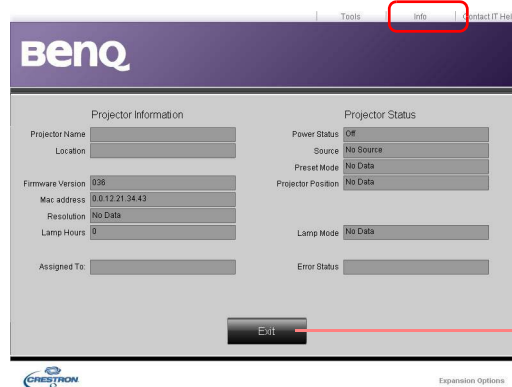 Tools Info Contact IT Hel
BenQ
Projector Information Projector Status
Projector Name Power Status Off
Location Source No Source
Preset Mode No Data
Firmware Version 036 Projector Position No Data
Mac address 0.0.12.21.34.43
Resolution No Data
Lamp Hours 0 Lamp Mode No Data
Assigned To: Error Status
Exit
CRESTRON Expansion Options